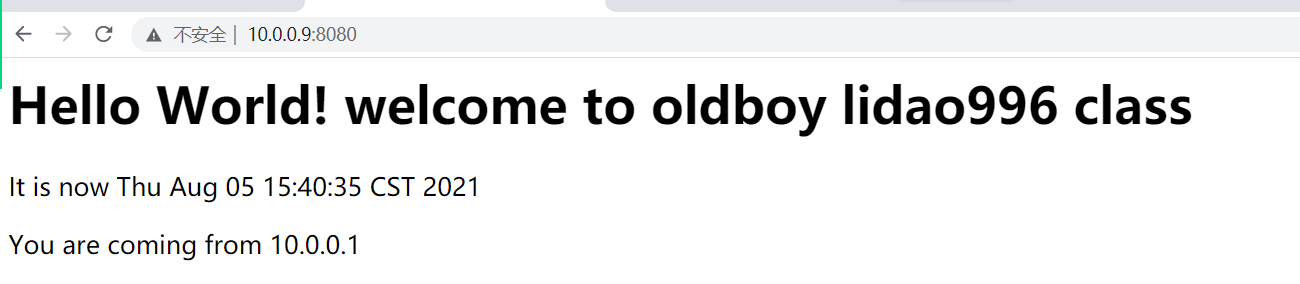 不安全 | 10.0.0.9:8080
Hello World! welcome to oldboy lidao996 class
It is now Thu Aug 05 15:40:35 CST 2021
You are coming from 10.0.0.1